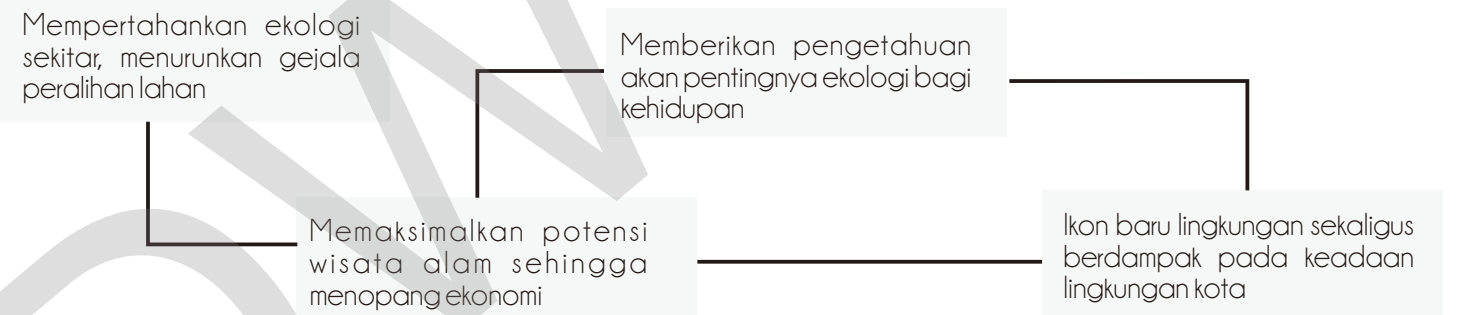 Mempertahankan ekologi
sekitar, menurunkan gejala
peralihan lahan
Memberikan pengetahuan
akan pentingnya ekologi bagi
kehidupan
Memaksimalkan potensi
wisata alam sehingga
menopang ekonomi
Ikon baru lingkungan sekaligus
berdampak pada keadaan
lingkungan kota